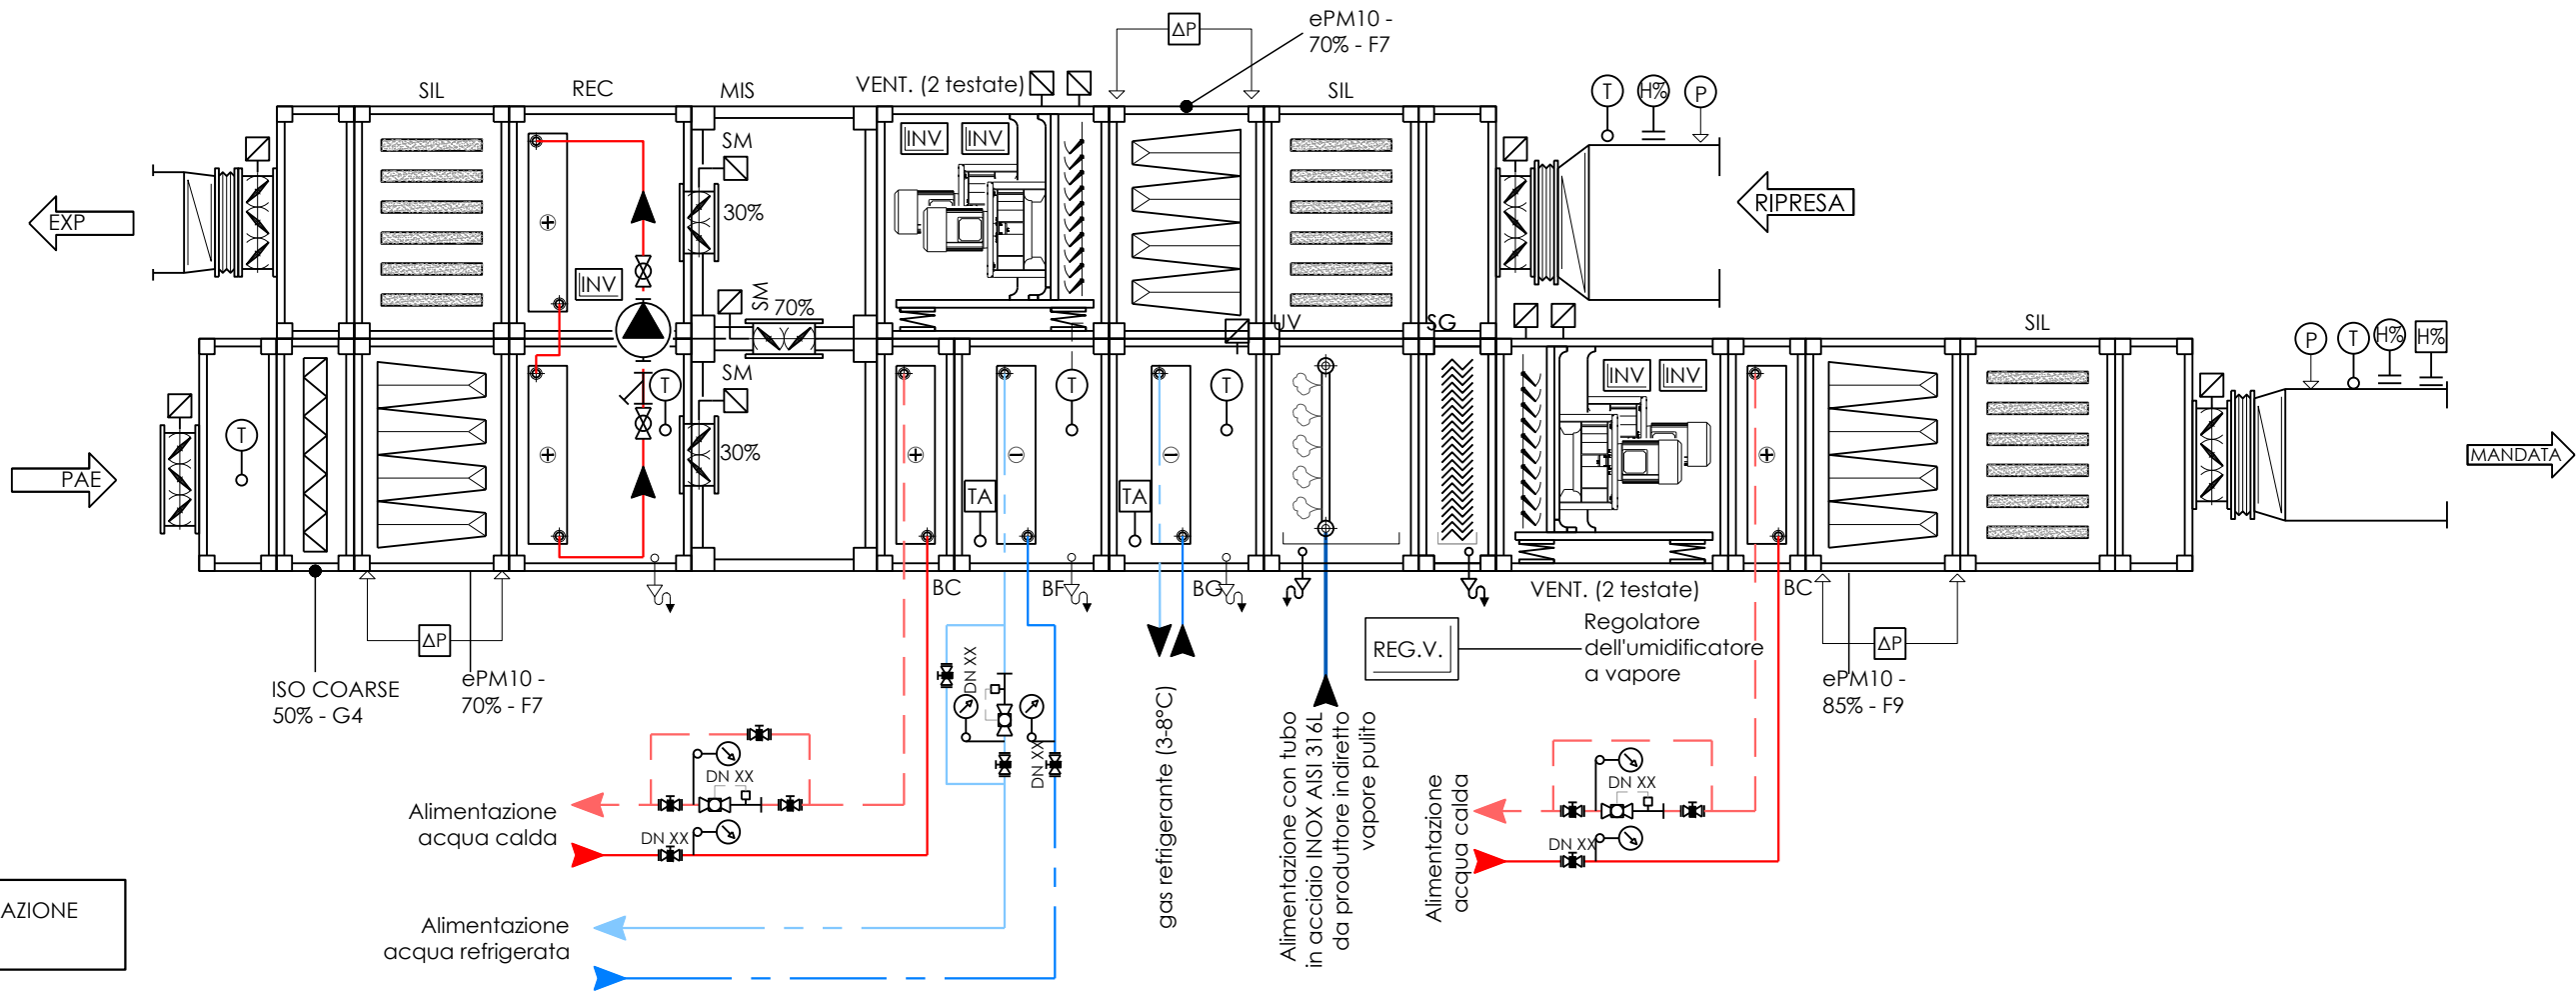 ePM10 -
70% - F7
ΔP
SIL
REC
MIS
VENT. (2 testate)
SIL
T
H%
P
INV
INV
SM
30%
EXP
RIPRESA
INV
SM
70%
UV
SG
SIL
P
T
H%
H%
T
SM
T
T
INV
INV
T
30%
PAE
TA
TA
MANDATA
BC
BF
BG
VENT. (2 testate)
BC
ΔP
REG.V.
Regolatore
dell'umidificatore
a vapore
ΔP
ISO COARSE
50% - G4
ePM10 -
70% - F7
ePM10 -
85% - F9
DN XX
DN XX
gas refrigerante (3-8°C)
Alimentazione con tubo
in acciaio INOX AISI 316L
da produttore indiretto
vapore pulito
DN XX
DN XX
Alimentazione
acqua calda
DN XX
DN XX
Alimentazione
acqua calda
AZIONE
Alimentazione
acqua refrigerata